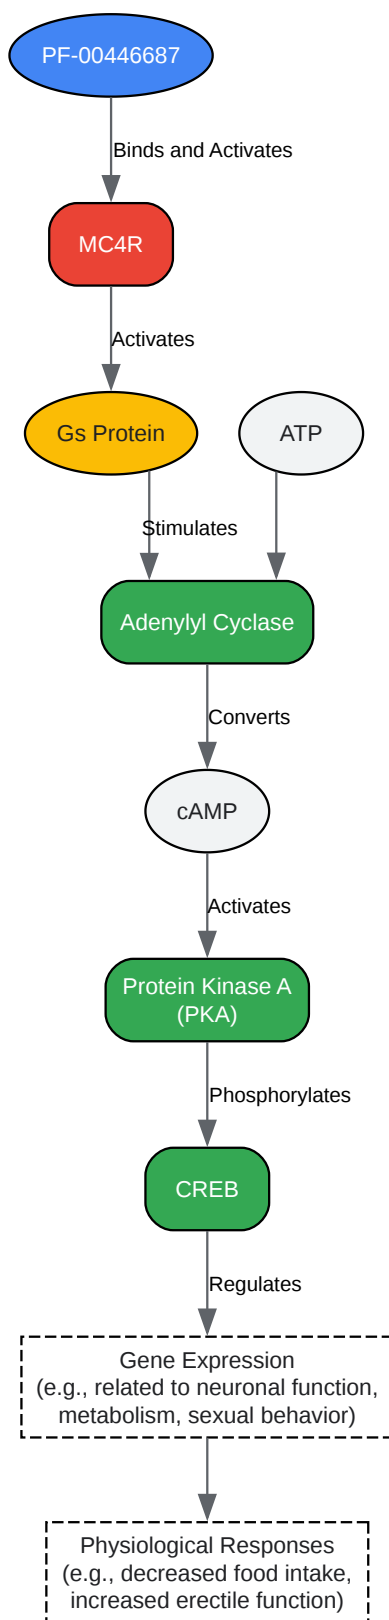 PF-00446687
Binds and Activates
MC4R
Activates
Gs Protein
ATP
Stimulates
Adenylyl Cyclase
Converts
cAMP
Activates
Protein Kinase A
(PKA)
Phosphorylates
CREB
Regulates
Gene Expression
(e.g., related to neuronal function,
metabolism, sexual behavior)
Physiological Responses
(e.g., decreased food intake,
increased erectile function)